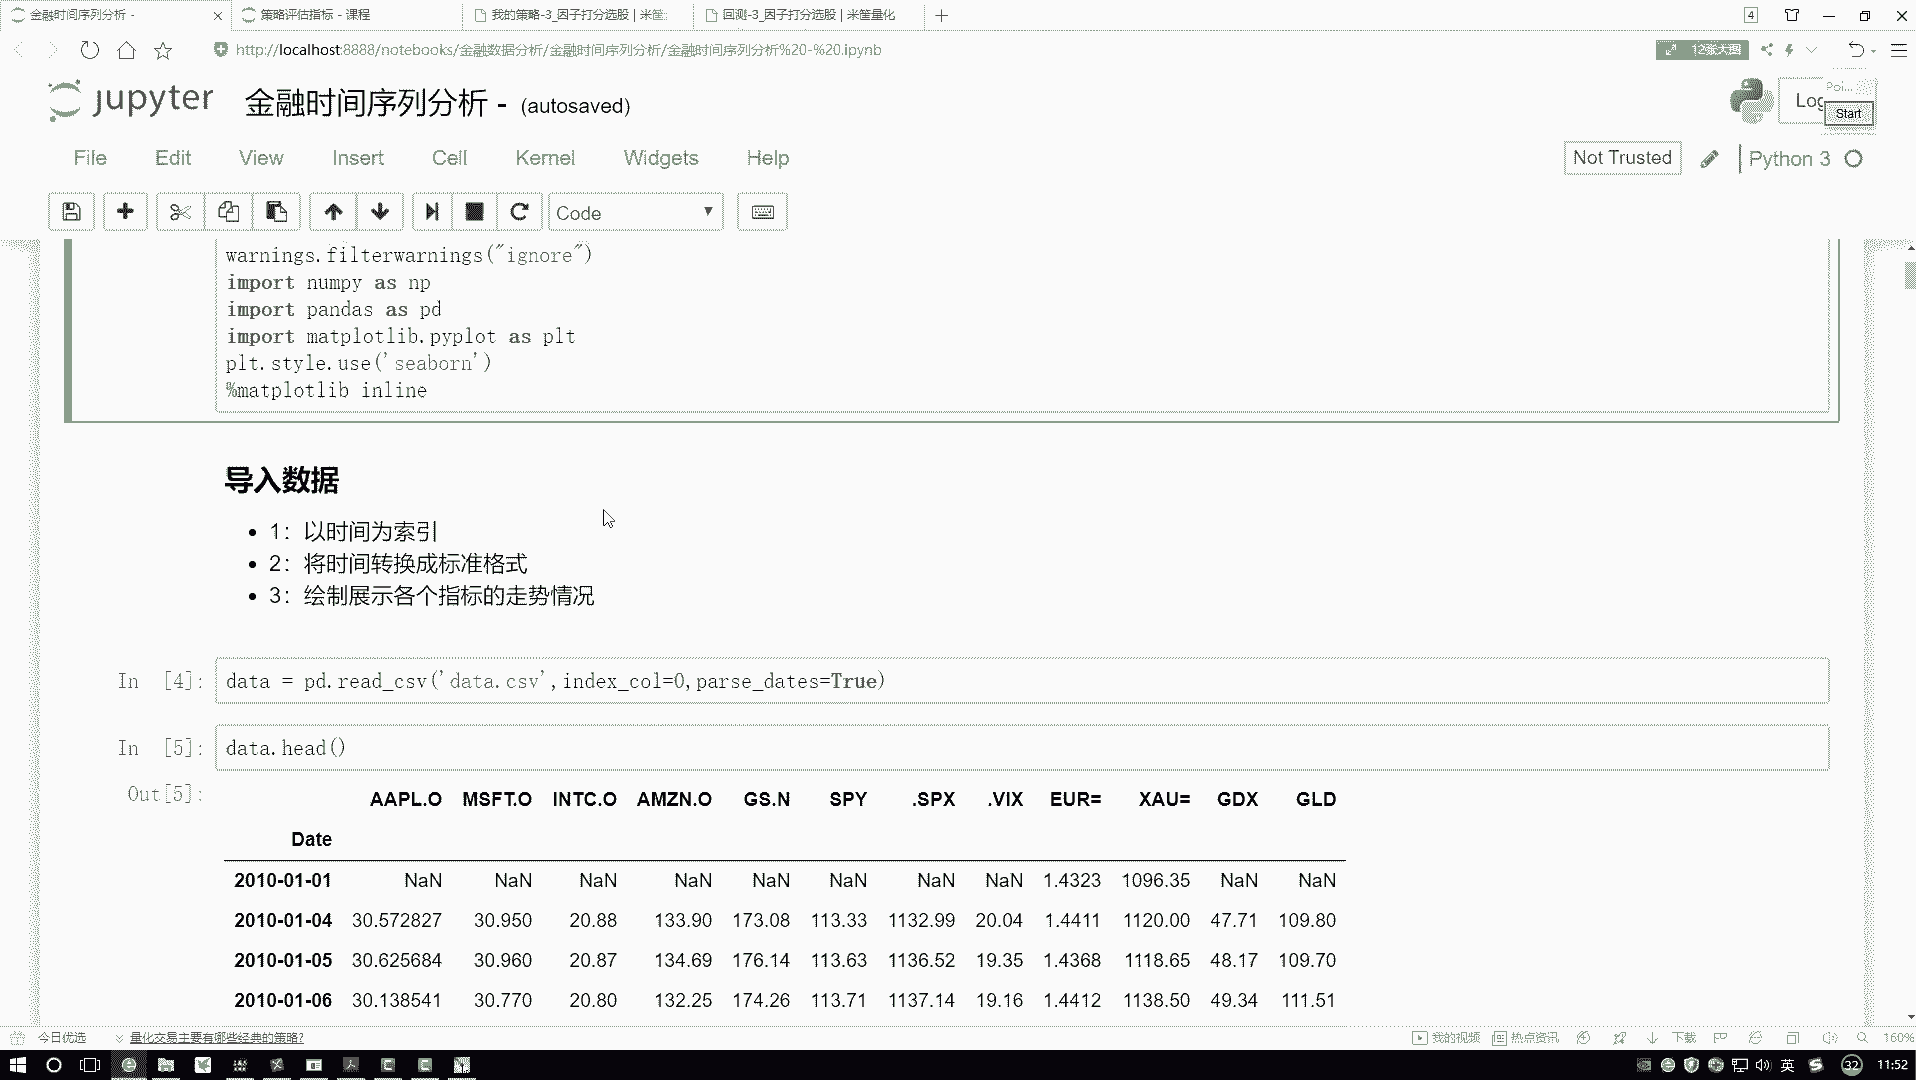 金融时间序列分析 -
策略评估指标 - 课程
我的策略-3_因子打分选股 | 米筐
回测-3_因子打分选股 | 米筐量化
4
http://localhost:8888/notebooks/金融数据分析/金融时间序列分析/金融时间序列分析%20-%20.ipynb
12张大图
jupyter 金融时间序列分析 - (autosaved)
Poi...
Log
Start
File Edit View Insert Cell Kernel Widgets Help
Not Trusted
Python 3
Code
warnings.filterwarnings("ignore")
import numpy as np
import pandas as pd
import matplotlib.pyplot as plt
plt.style.use('seaborn')
%matplotlib inline
导入数据
1：以时间为索引
2：将时间转换成标准格式
3：绘制展示各个指标的走势情况
In [4]: data = pd.read_csv('data.csv',index_col=0,parse_dates=True)
In [5]: data.head()
Out[5]:
AAPL.O MSFT.O INTC.O AMZN.O GS.N SPY .SPX .VIX EUR= XAU= GDX GLD
Date
2010-01-01 NaN NaN NaN NaN NaN NaN NaN NaN 1.4323 1096.35 NaN NaN
2010-01-04 30.572827 30.950 20.88 133.90 173.08 113.33 1132.99 20.04 1.4411 1120.00 47.71 109.80
2010-01-05 30.625684 30.960 20.87 134.69 176.14 113.63 1136.52 19.35 1.4368 1118.65 48.17 109.70
2010-01-06 30.138541 30.770 20.80 132.25 174.26 113.71 1137.14 19.16 1.4412 1138.50 49.34 111.51
今日优选 量化交易主要有哪些经典的策略?
我的视频 热点资讯 下载 160%
英 32 11:52